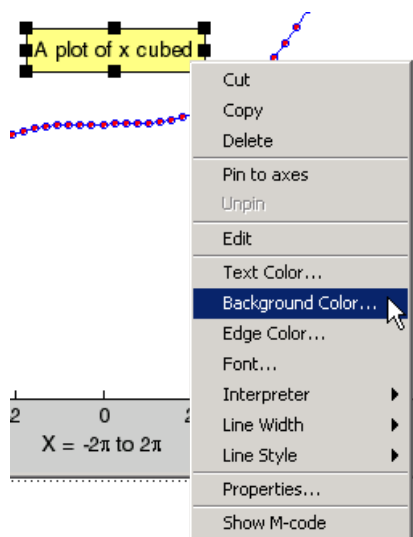 A plot of x cubed
Cut
Copy
Delete
Pin to axes
Unpin
Edit
Text Color...
Background Color...
Edge Color...
Font...
Interpreter
Line Width
Line Style
Properties...
Show M-code
2 0 2
X = -2π to 2π